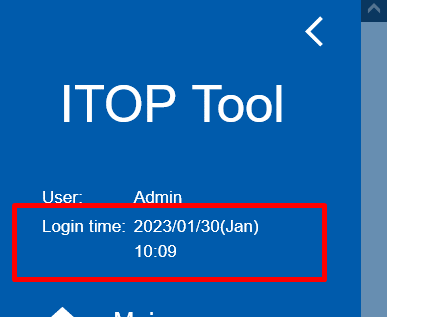 ITOP Tool
User: Admin
Login time: 2023/01/30(Jan)
10:09